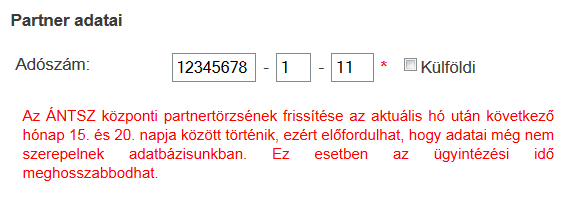 Partner adatai
Adószám: 12345678 - 1 - 11 * Külföldi
Az ÁNTSZ központi partnertörzsének frissítése az aktuális hó után következő
hónap 15. és 20. napja között történik, ezért előfordulhat, hogy adatai még nem
szerepelnek adatbázisunkban. Ez esetben az ügyintézési idő
meghosszabbodhat.